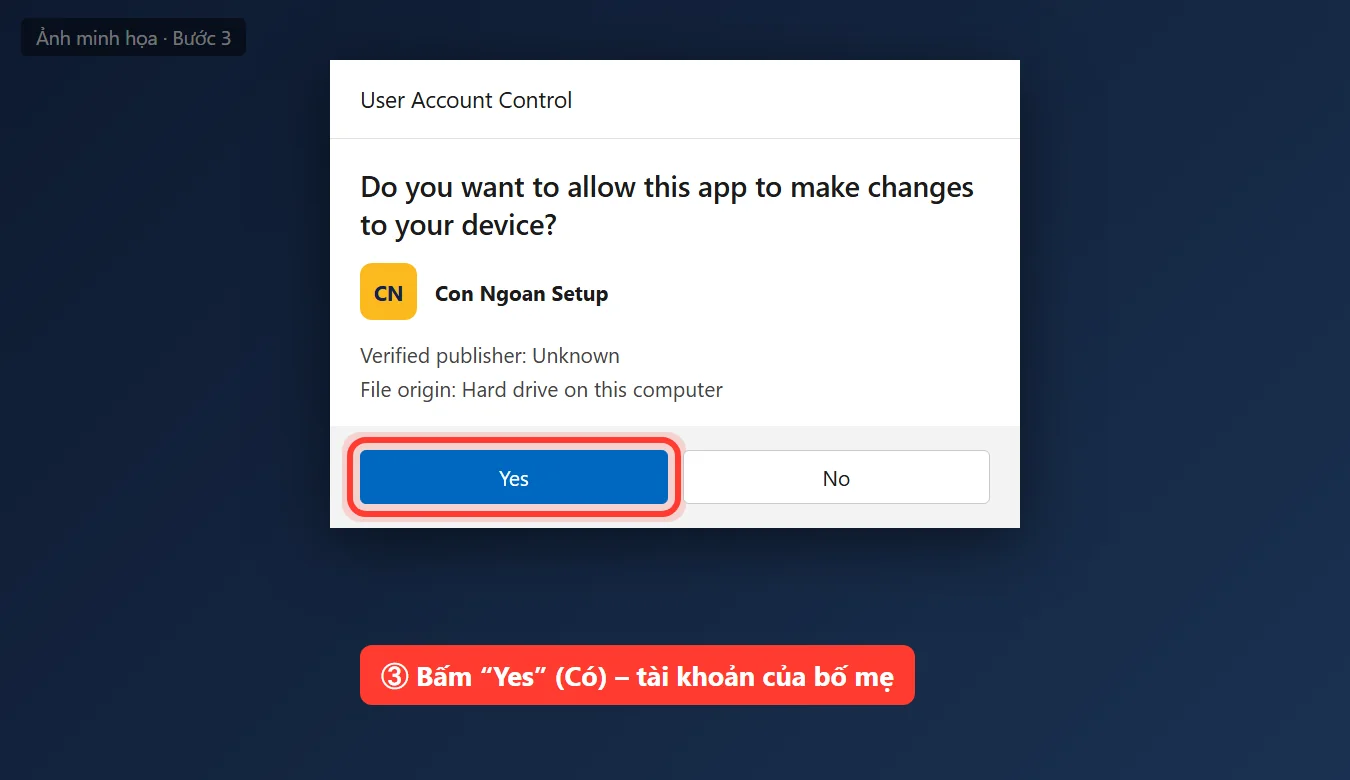 Ảnh minh họa · Bước 3
User Account Control
Do you want to allow this app to make changes
to your device?
CN
Con Ngoan Setup
Verified publisher: Unknown
File origin: Hard drive on this computer
Yes
No
③ Bấm “Yes” (Có) – tài khoản của bố mẹ